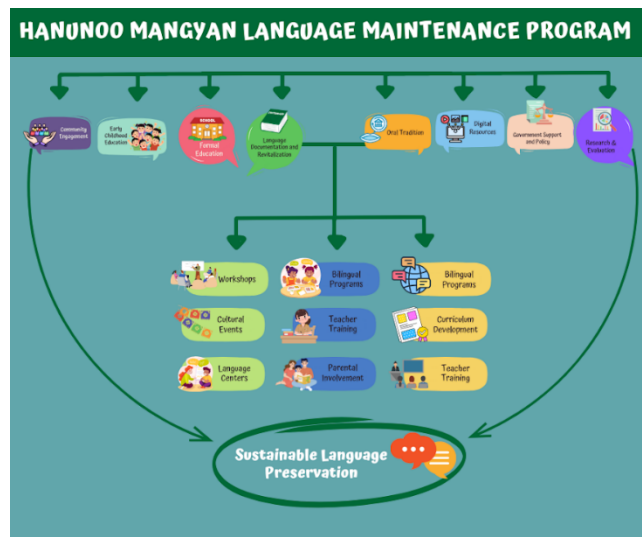 HANUNOO MANGYAN LANGUAGE MAINTENANCE PROGRAM
Community
Engagement
Early
Childhood
Education
SCHOOL
Formal
Education
Language
Documentation and
Revitalization
Oral Tradition
Digital
Resources
Government Support
and Policy
Research &
Evaluation
Workshops
Bilingual
Programs
Bilingual
Programs
Cultural
Events
Teacher
Training
Curriculum
Development
Language
Centers
Parental
Involvement
Teacher
Training
Sustainable Language
Preservation